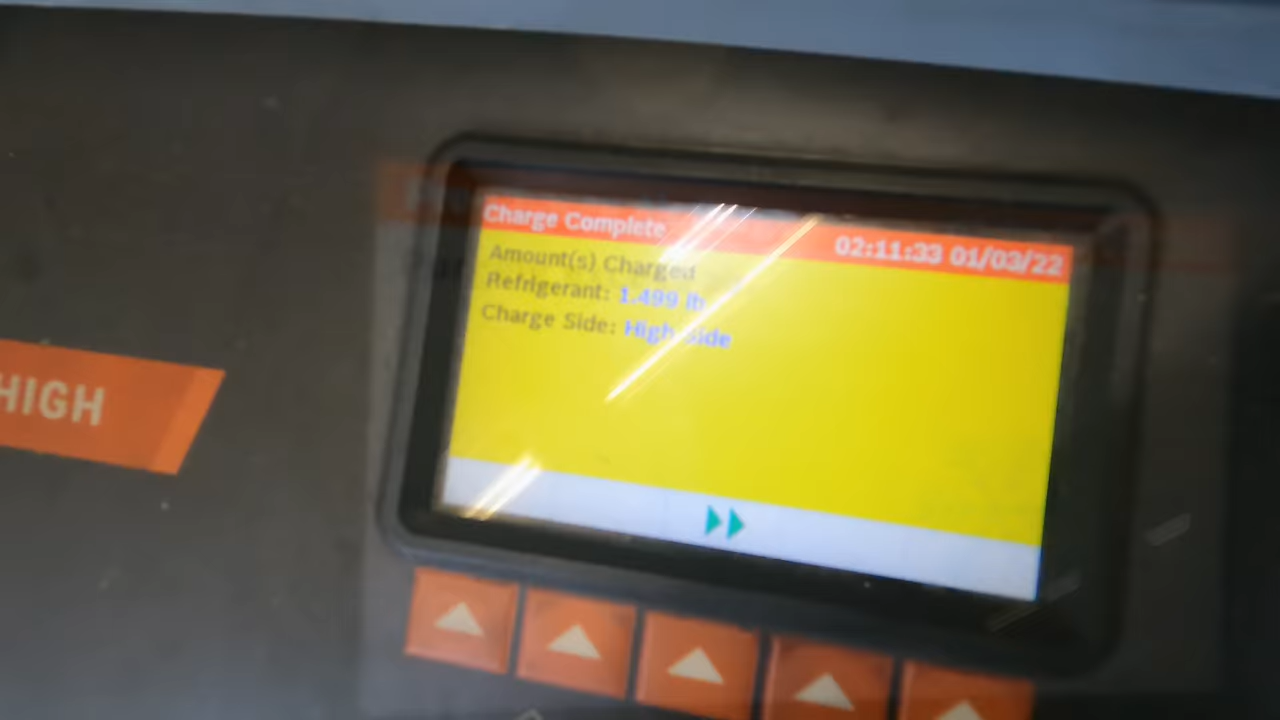 Charge Complete 02:11:33 01/03/22
Amount(s) Charged
Refrigerant: 1.499 lb
Charge Side: High Side
HIGH